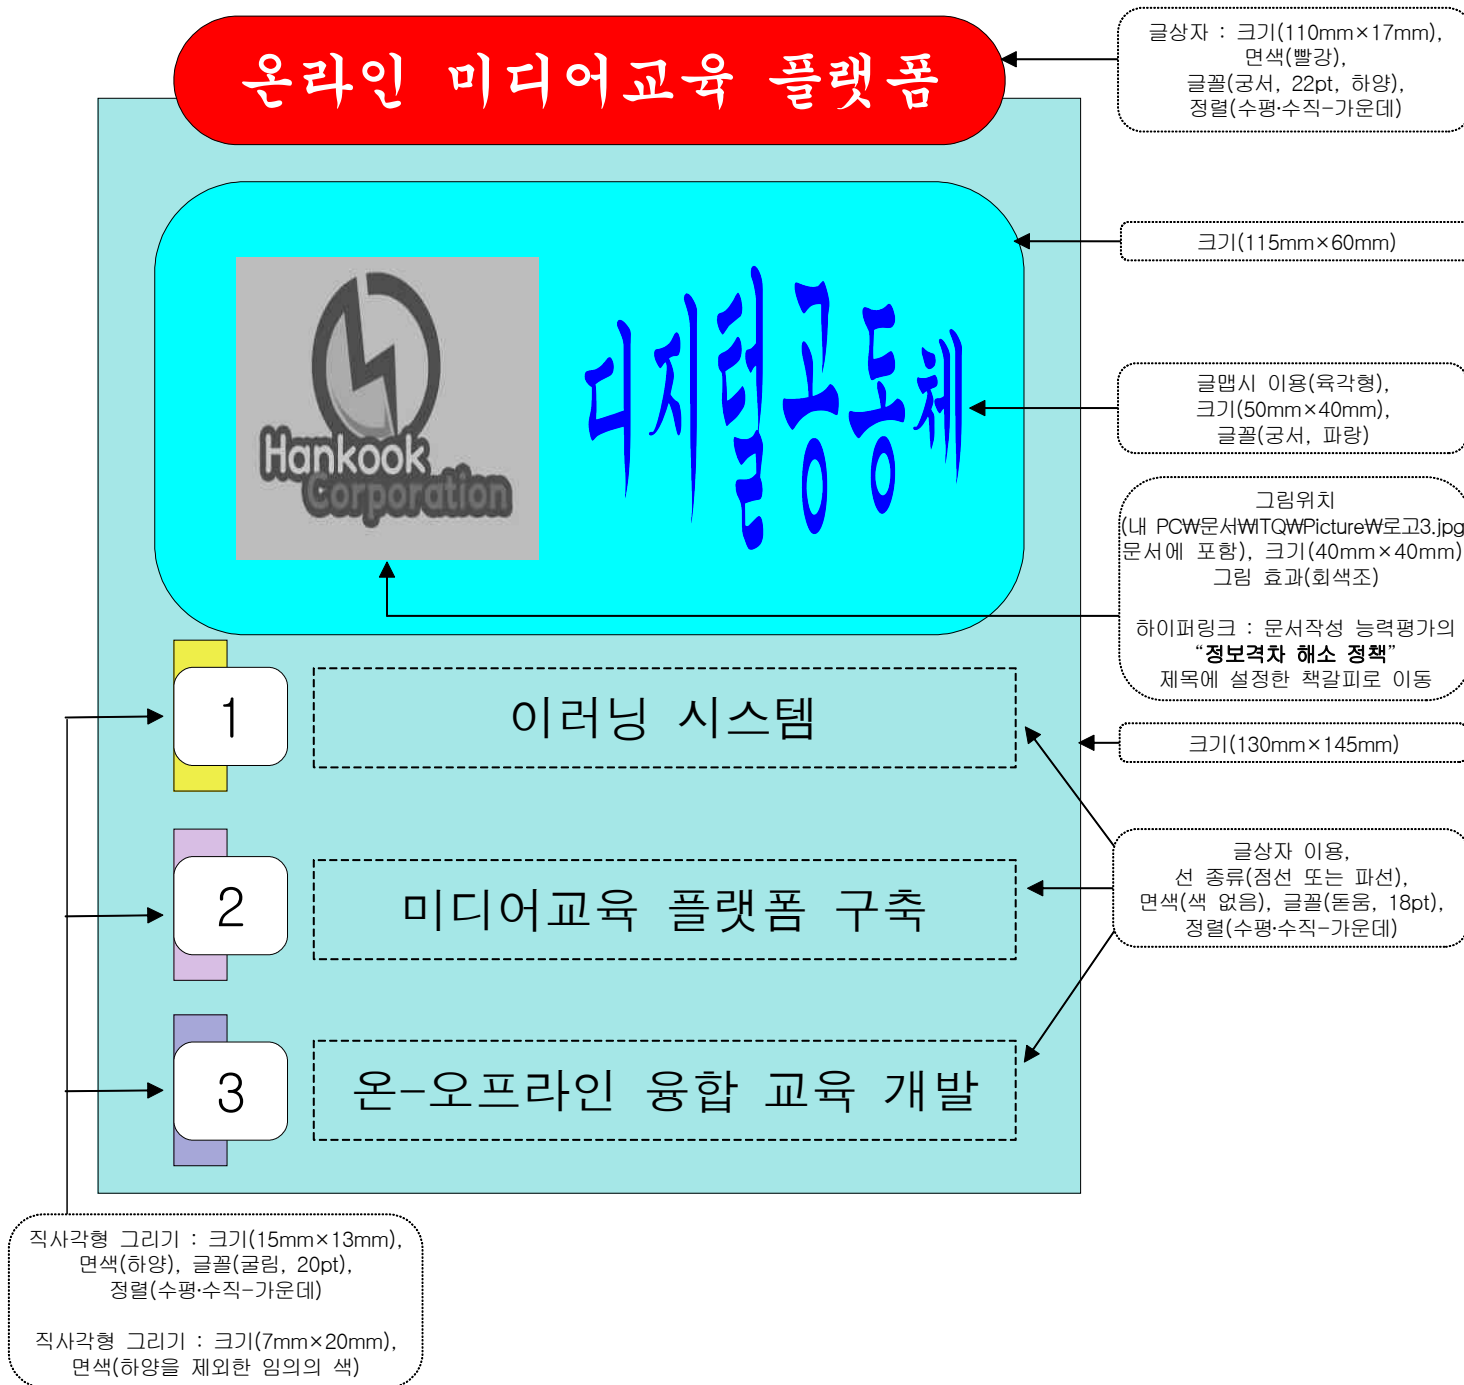 온라인 미디어교육 플랫폼
글상자 : 크기(110mm×17mm),
면색(빨강),
글꼴(궁서, 22pt, 하양),
정렬(수평·수직-가운데)
크기(115mm×60mm)
Hankook
Corporation
디지털공동체
글맵시 이용(육각형),
크기(50mm×40mm),
글꼴(궁서, 파랑)
그림위치
(내 PC₩문서₩ITQ₩Picture₩로고3.jpg
문서에 포함), 크기(40mm×40mm)
그림 효과(회색조)
하이퍼링크 : 문서작성 능력평가의
“정보격차 해소 정책”
제목에 설정한 책갈피로 이동
1
이러닝 시스템
크기(130mm×145mm)
2
미디어교육 플랫폼 구축
글상자 이용,
선 종류(점선 또는 파선),
면색(색 없음), 글꼴(돋움, 18pt),
정렬(수평·수직-가운데)
3
온-오프라인 융합 교육 개발
직사각형 그리기 : 크기(15mm×13mm),
면색(하양), 글꼴(굴림, 20pt),
정렬(수평·수직-가운데)
직사각형 그리기 : 크기(7mm×20mm),
면색(하양을 제외한 임의의 색)